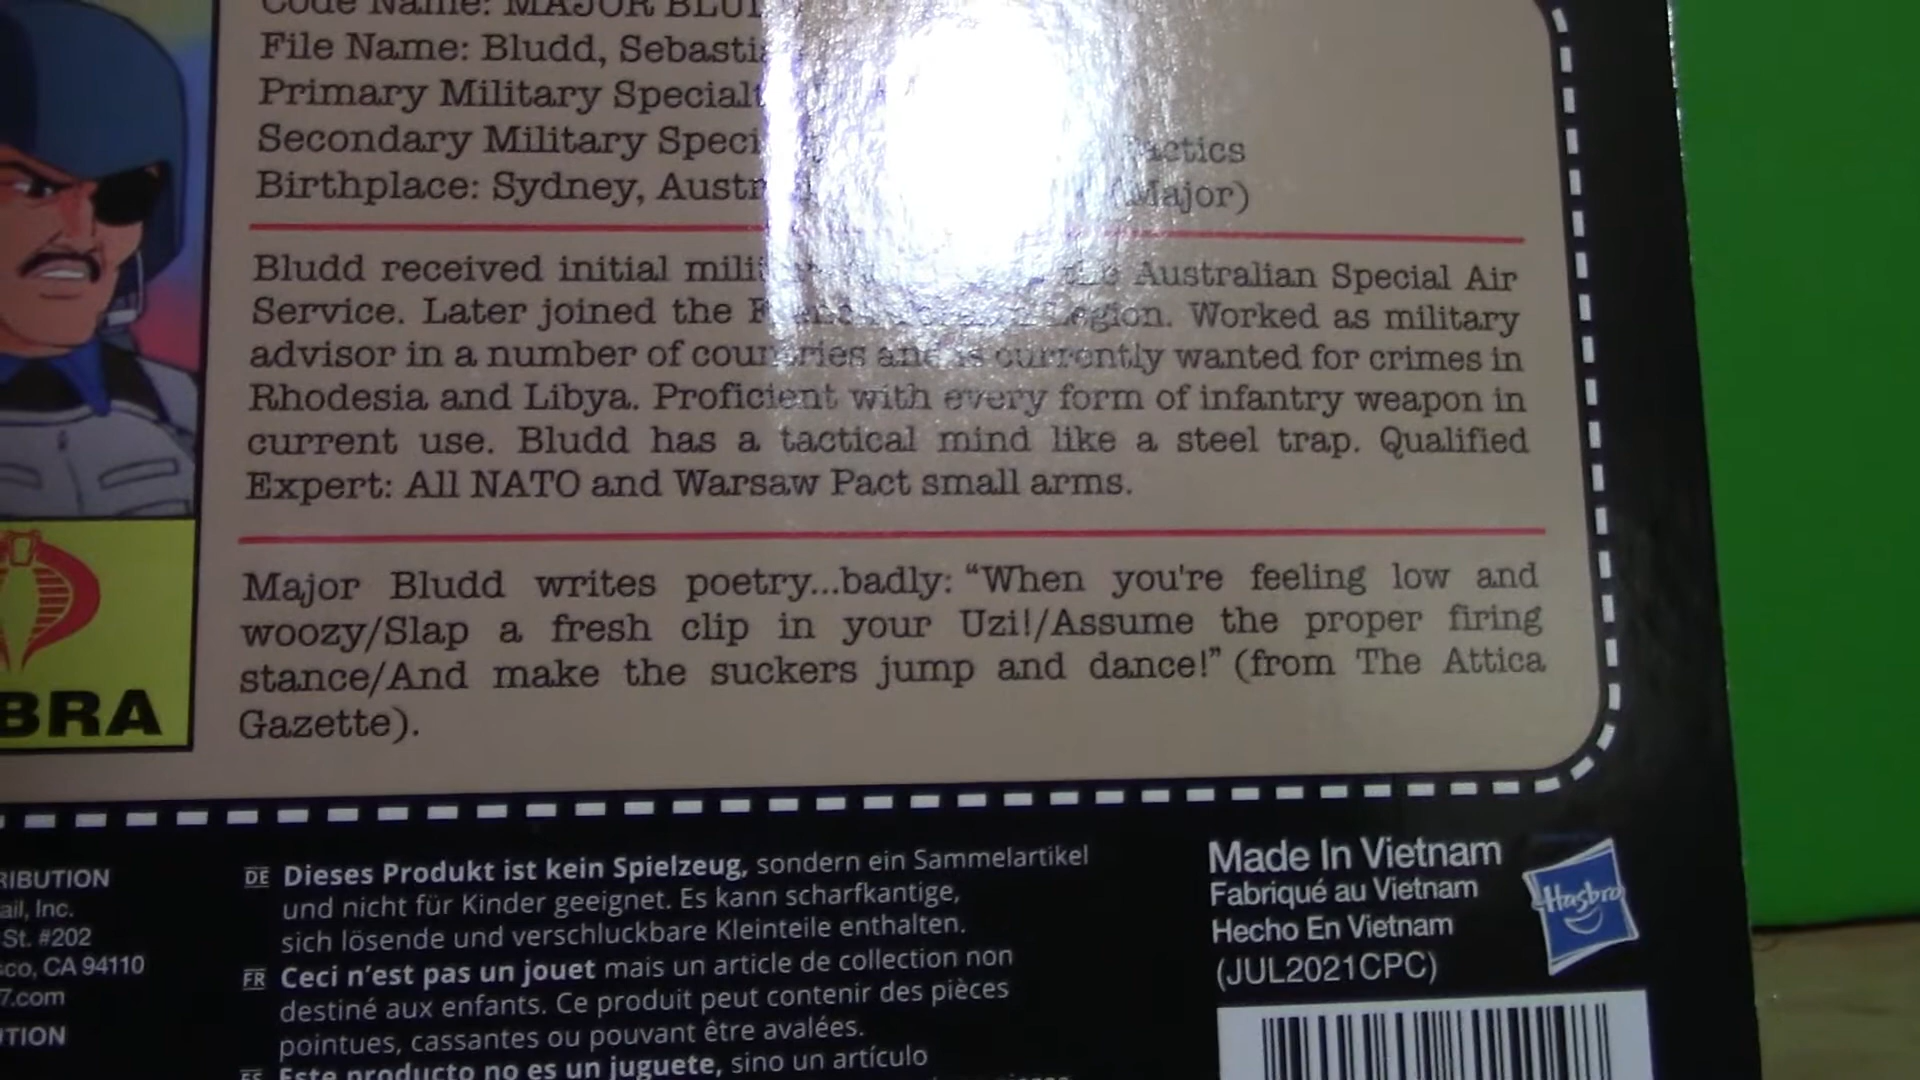 Code Name: MAJOR
File Name: Bludd,
Primary Military
Secondary Military
Birthplace: Sydney, (Major)
Bludd received initial Australian Special Air
Service. Later joined the Legion. Worked as military
advisor in a number of countries and is currently wanted for crimes in
Rhodesia and Libya. Proficient with every form of infantry weapon in
current use. Bludd has a tactical mind like a steel trap. Qualified
Expert: All NATO and Warsaw Pact small arms.
Major Bludd writes poetry...badly: “When you're feeling low and
woozy/Slap a fresh clip in your Uzi!/Assume the proper firing
stance/And make the suckers jump and dance!” (from The Attica
Gazette).
BRA
RIBUTION
ail, Inc.
St. #202
co, CA 94110
7.com
TION
DE Dieses Produkt ist kein Spielzeug, sondern ein Sammelartikel
und nicht für Kinder geeignet. Es kann scharfkantige,
sich lösende und verschluckbare Kleinteile enthalten.
FR Ceci n'est pas un jouet mais un article de collection non
destiné aux enfants. Ce produit peut contenir des pièces
pointues, cassantes ou pouvant être avalées.
ES Este producto no es un juguete, sino un artículo
Made In Vietnam
Fabriqué au Vietnam
Hecho En Vietnam
(JUL2021CPC)
Hasbro